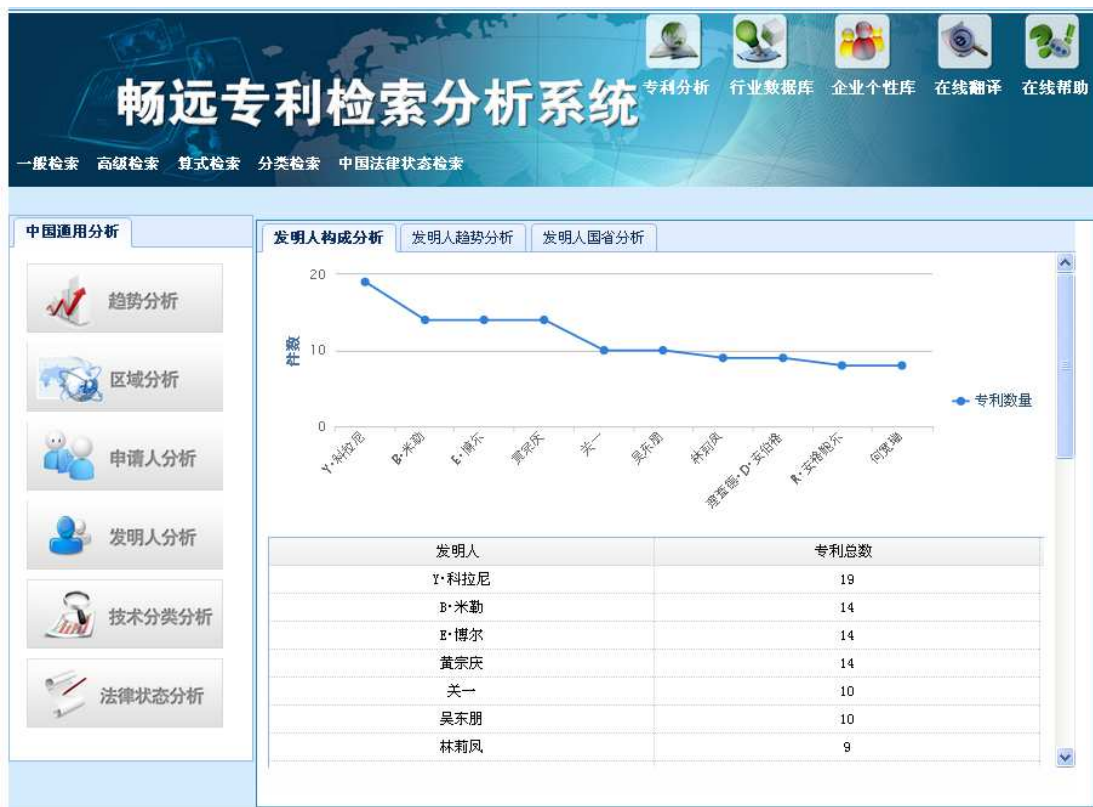 畅远专利检索分析系统
专利分析 行业数据库 企业个性库 在线翻译 在线帮助
一般检索 高级检索 算式检索 分类检索 中国法律状态检索
中国通用分析
趋势分析
区域分析
申请人分析
发明人分析
技术分类分析
法律状态分析
发明人构成分析 发明人趋势分析 发明人国省分析
20
件数
10
0
专利数量
Y·科拉尼 B·米勒 E·博尔 黄宗庆 关一 吴东朋 林莉凤 理查德·D·安伯格 R·安格鲍尔
发明人 专利总数
Y·科拉尼 19
B·米勒 14
E·博尔 14
黄宗庆 14
关一 10
吴东朋 10
林莉凤 9